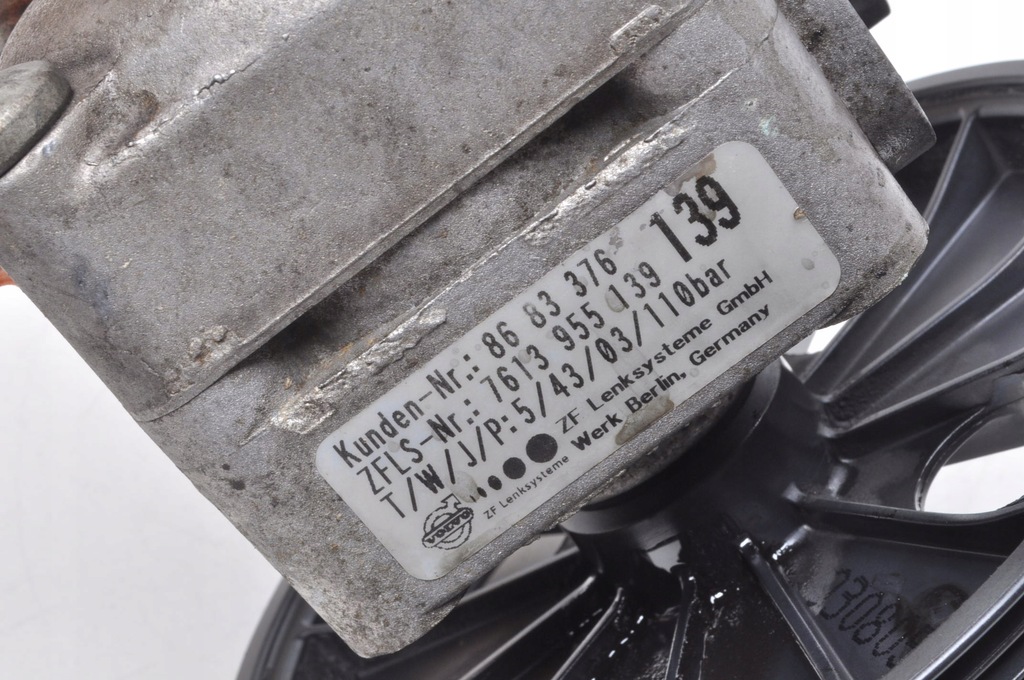 Kunden-Nr.: 86 83 376
ZFLS-Nr.: 7613 955 139 139
T/W/J/P: 5/43/03/110bar
ZF Lenksysteme GmbH
Werk Berlin, Germany
ZF Lenksysteme
VOLVO